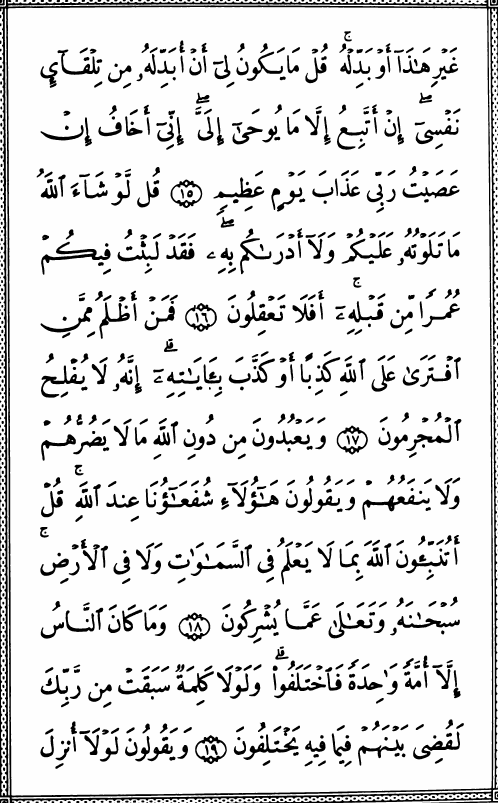 غَيْرِ هَٰذَآ أَوْ بَدِّلْهُ ۚ قُلْ مَا يَكُونُ لِىٓ أَنْ أُبَدِّلَهُۥ مِن تِلْقَآئِ
نَفْسِىٓ ۖ إِنْ أَتَّبِعُ إِلَّا مَا يُوحَىٰٓ إِلَىَّ ۖ إِنِّىٓ أَخَافُ إِنْ
عَصَيْتُ رَبِّى عَذَابَ يَوْمٍ عَظِيمٍ ﴿١٥﴾ قُل لَّوْ شَآءَ ٱللَّهُ
مَا تَلَوْتُهُۥ عَلَيْكُمْ وَلَآ أَدْرَىٰكُم بِهِۦ ۖ فَقَدْ لَبِثْتُ فِيكُمْ
عُمُرًا مِّن قَبْلِهِۦٓ ۚ أَفَلَا تَعْقِلُونَ ﴿١٦﴾ فَمَنْ أَظْلَمُ مِمَّنِ
ٱفْتَرَىٰ عَلَى ٱللَّهِ كَذِبًا أَوْ كَذَّبَ بِـَٔايَٰتِهِۦٓ ۗ إِنَّهُۥ لَا يُفْلِحُ
ٱلْمُجْرِمُونَ ﴿١٧﴾ وَيَعْبُدُونَ مِن دُونِ ٱللَّهِ مَا لَا يَضُرُّهُمْ
وَلَا يَنفَعُهُمْ وَيَقُولُونَ هَٰٓؤُلَآءِ شُفَعَٰٓؤُنَا عِندَ ٱللَّهِ ۚ قُلْ
أَتُنَبِّـُٔونَ ٱللَّهَ بِمَا لَا يَعْلَمُ فِى ٱلسَّمَٰوَٰتِ وَلَا فِى ٱلْأَرْضِ ۚ
سُبْحَٰنَهُۥ وَتَعَٰلَىٰ عَمَّا يُشْرِكُونَ ﴿١٨﴾ وَمَا كَانَ ٱلنَّاسُ
إِلَّآ أُمَّةً وَٰحِدَةً فَٱخْتَلَفُوا۟ ۚ وَلَوْلَا كَلِمَةٌ سَبَقَتْ مِن رَّبِّكَ
لَقُضِىَ بَيْنَهُمْ فِيمَا فِيهِ يَخْتَلِفُونَ ﴿١٩﴾ وَيَقُولُونَ لَوْلَآ أُنزِلَ